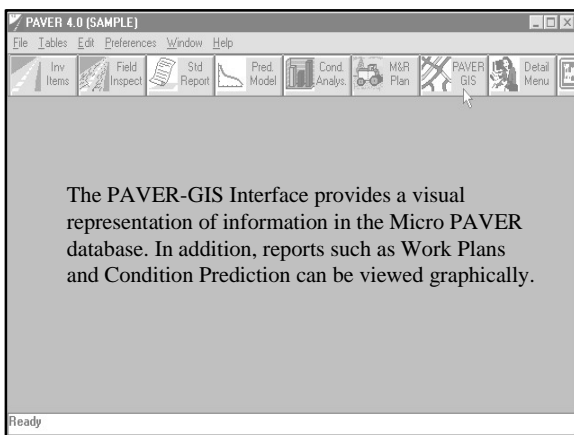 PAVER 4.0 (SAMPLE)
File Tables Edit Preferences Window Help
Inv Items
Field Inspect
Std Report
Pred. Model
Cond. Analys.
M&R Plan
PAVER GIS
Detail Menu
The PAVER-GIS Interface provides a visual
representation of information in the Micro PAVER
database. In addition, reports such as Work Plans
and Condition Prediction can be viewed graphically.
Ready